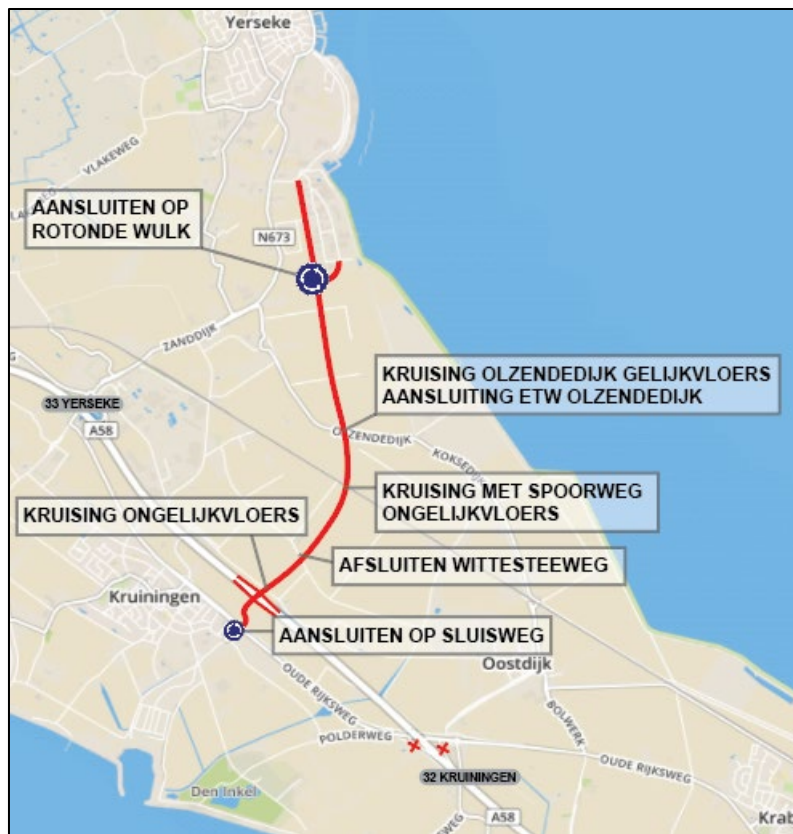 Yerseke
VLAKEWEG
WEG
AANSLUITEN OP
ROTONDE WULK
N673
ZANDDIJK
KRUISING OLZENDEDIJK GELIJKVLOERS
AANSLUITING ETW OLZENDEDIJK
33 YERSEKE
A58
OLZENDEDIJK
KOKSEDIJK
KRUISING MET SPOORWEG
ONGELIJKVLOERS
KRUISING ONGELIJKVLOERS
AFSLUITEN WITTESTEEWEG
Kruiningen
AANSLUITEN OP SLUISWEG
Oostdijk
OUDE RIJKSWEG
BOLWERK
POLDERWEG
OUDE RIJKSWEG
32 KRUININGEN
Den Inkel
A58
Krab